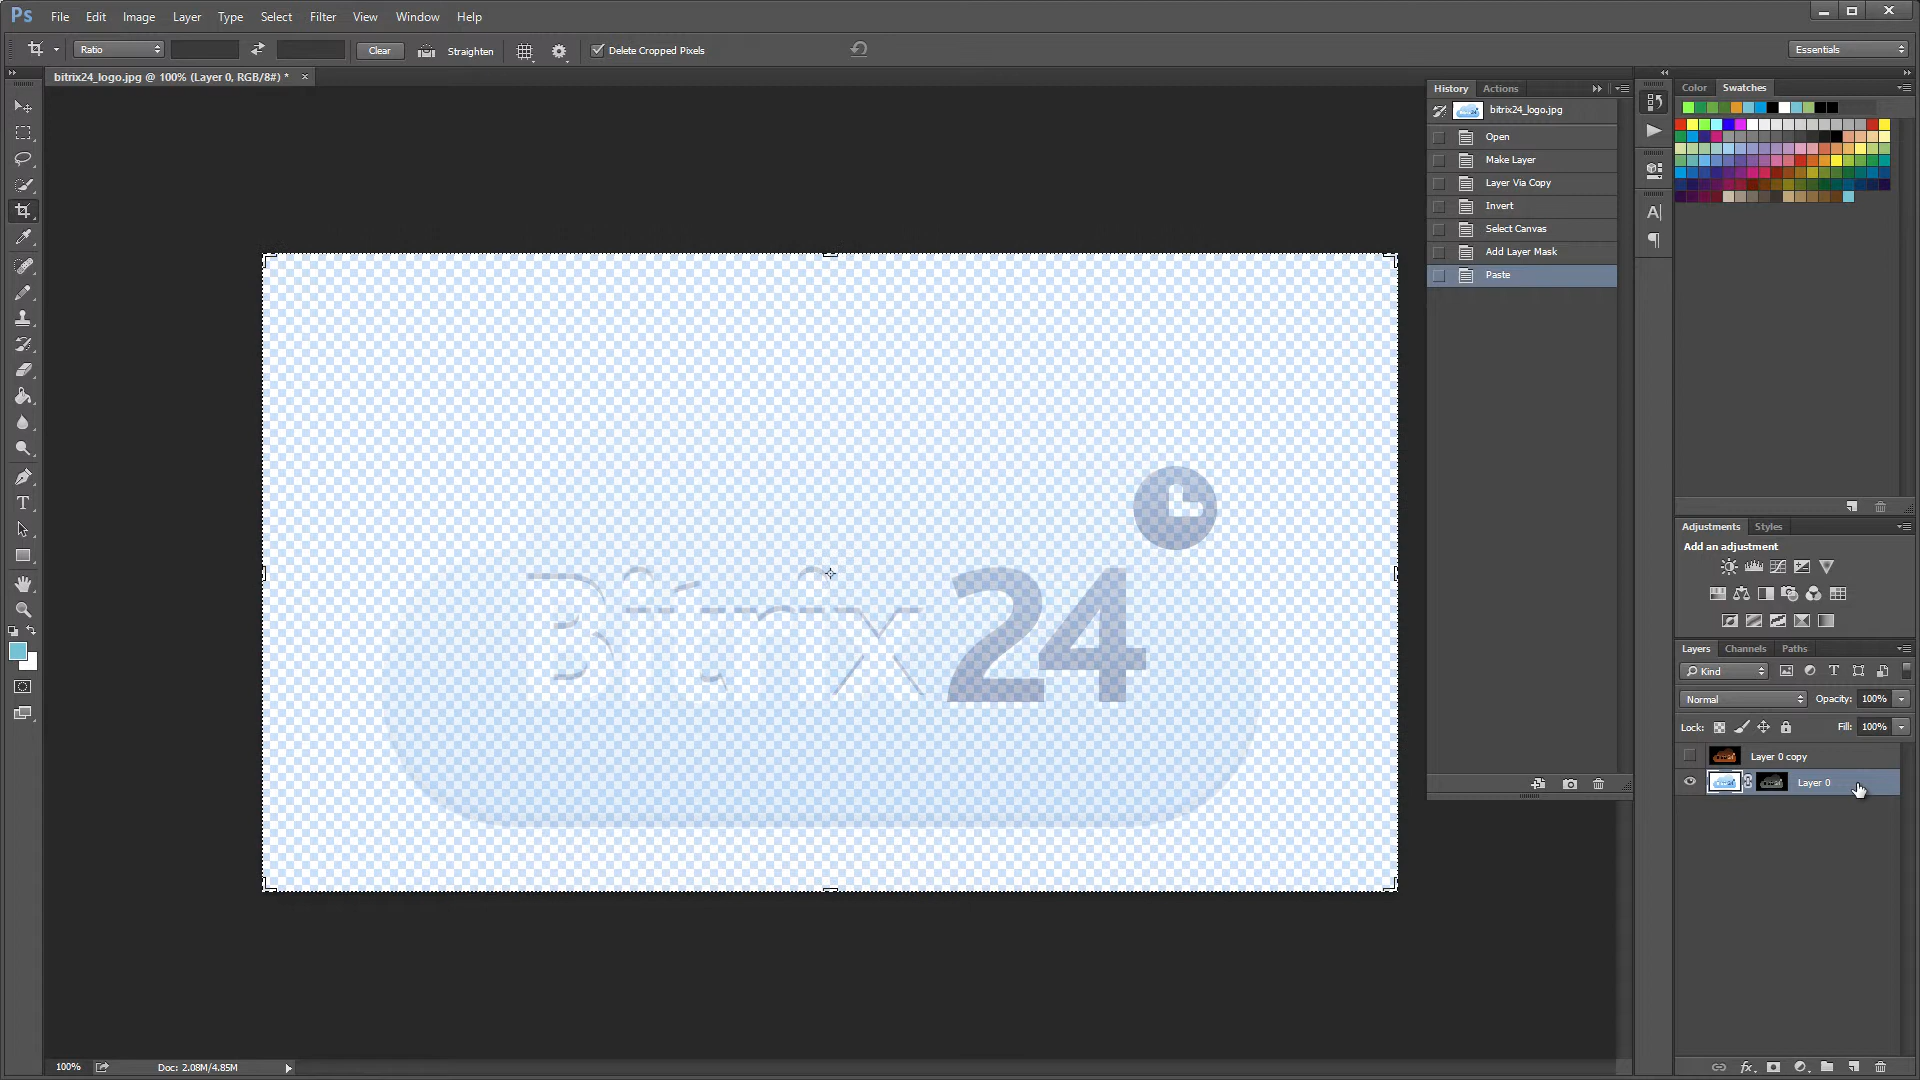 Ps File Edit Image Layer Type Select Filter View Window Help
Ratio Clear Straighten Delete Cropped Pixels Essentials
bitrix24_logo.jpg @ 100% (Layer 0, RGB/8#) *
History Actions
bitrix24_logo.jpg
Open
Make Layer
Layer Via Copy
Invert
Select Canvas
Add Layer Mask
Paste
Color Swatches
Bitrix24
Adjustments Styles
Add an adjustment
Layers Channels Paths
Kind
Normal Opacity: 100%
Lock: Fill: 100%
Layer 0 copy
Layer 0
100% Doc: 2.08M/4.85M